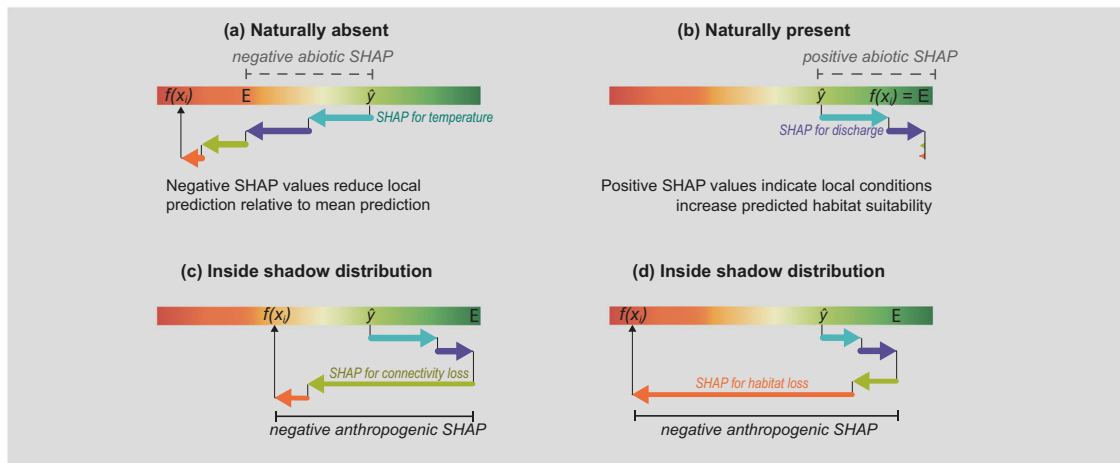 (a) Naturally absent
negative abiotic SHAP
f(xᵢ) E ŷ
SHAP for temperature
Negative SHAP values reduce local
prediction relative to mean prediction
(b) Naturally present
positive abiotic SHAP
ŷ f(xᵢ) = E
SHAP for discharge
Positive SHAP values indicate local conditions
increase predicted habitat suitability
(c) Inside shadow distribution
f(xᵢ) ŷ E
SHAP for connectivity loss
negative anthropogenic SHAP
(d) Inside shadow distribution
f(xᵢ) ŷ E
SHAP for habitat loss
negative anthropogenic SHAP